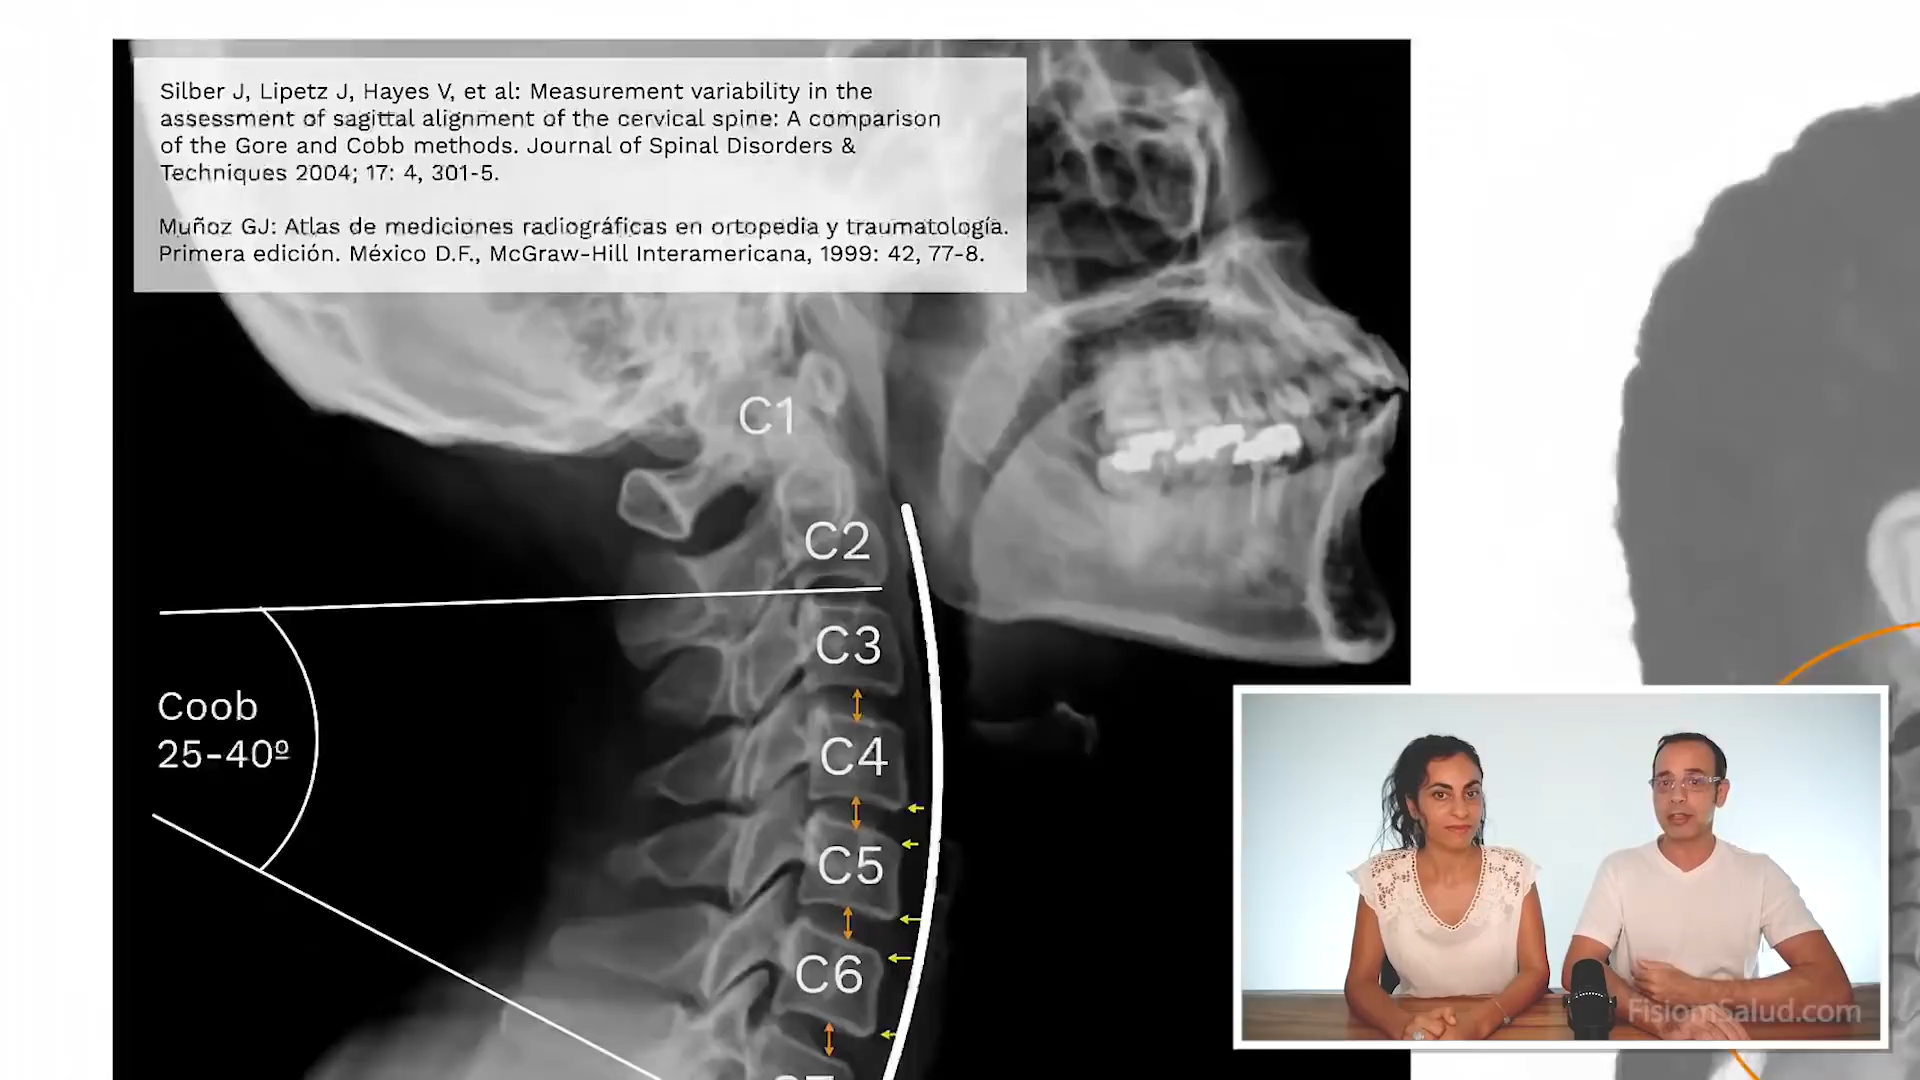 Silber J, Lipetz J, Hayes V, et al: Measurement variability in the
assessment of sagittal alignment of the cervical spine: A comparison
of the Gore and Cobb methods. Journal of Spinal Disorders &
Techniques 2004; 17: 4, 301-5.
Muñoz GJ: Atlas de mediciones radiográficas en ortopedia y traumatología.
Primera edición. México D.F., McGraw-Hill Interamericana, 1999: 42, 77-8.
C1
C2
C3
Coob
25-40º
C4
C5
C6
FisiomSalud.com